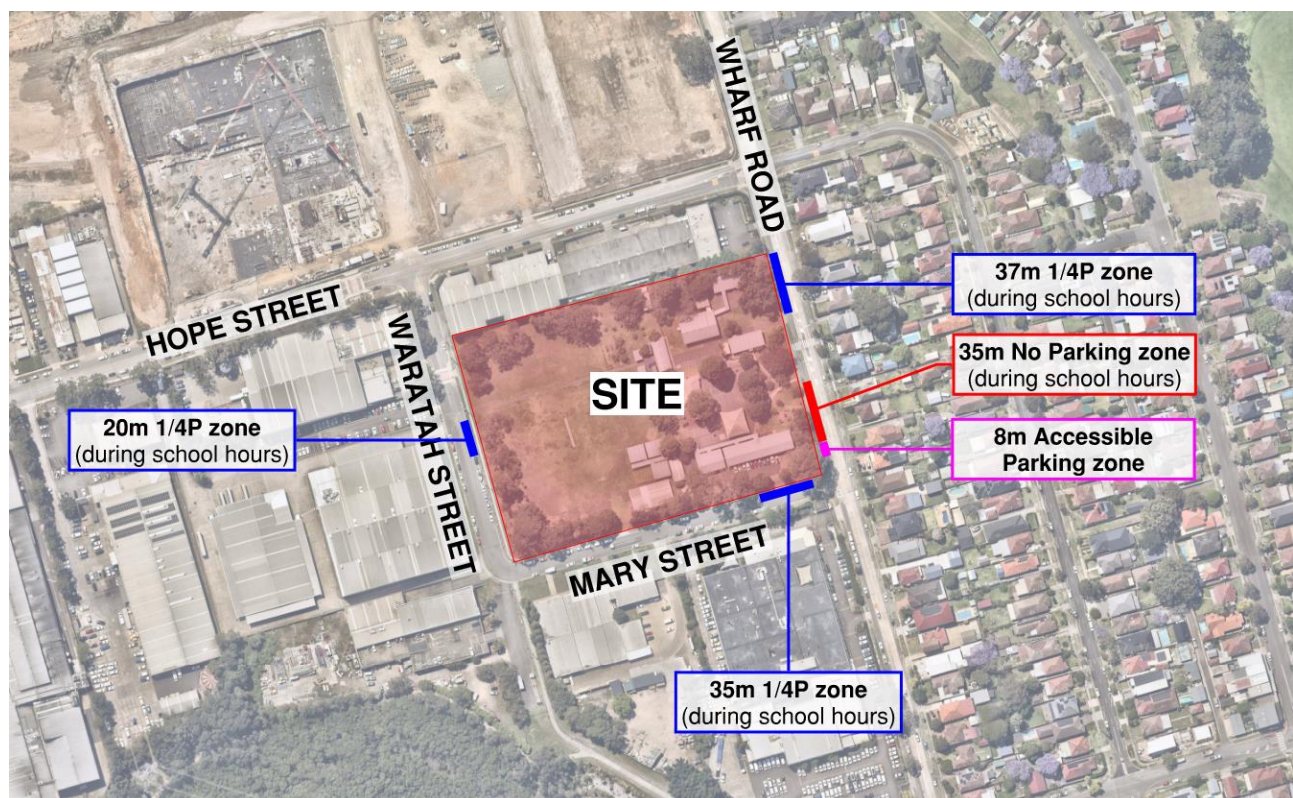 WHARF ROAD
HOPE STREET
WARATAH STREET
SITE
37m 1/4P zone
(during school hours)
35m No Parking zone
(during school hours)
20m 1/4P zone
(during school hours)
8m Accessible
Parking zone
MARY STREET
35m 1/4P zone
(during school hours)